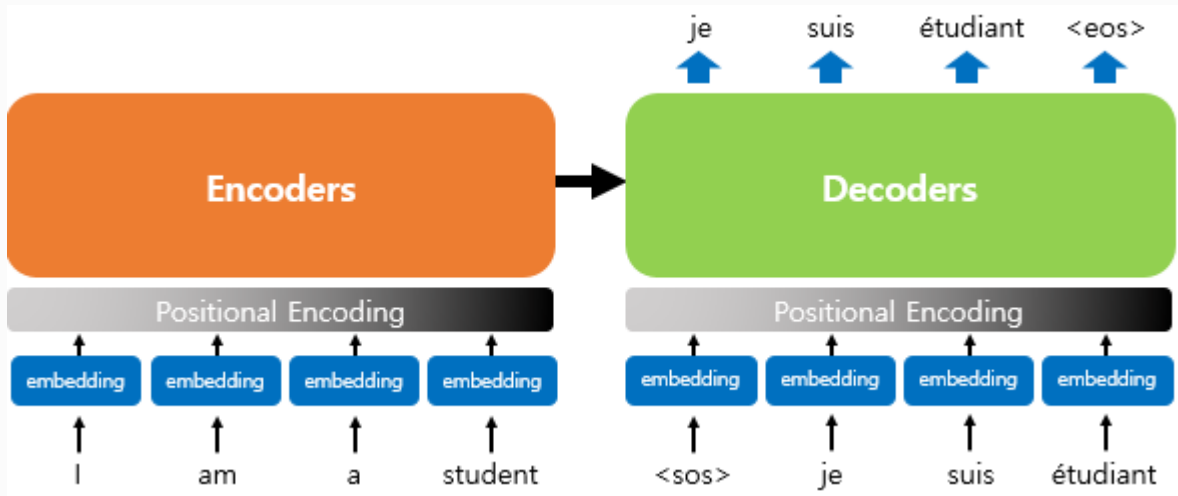 je suis étudiant <eos>
Encoders
Decoders
Positional Encoding
Positional Encoding
embedding embedding embedding embedding
embedding embedding embedding embedding
I am a student
<sos> je suis étudiant